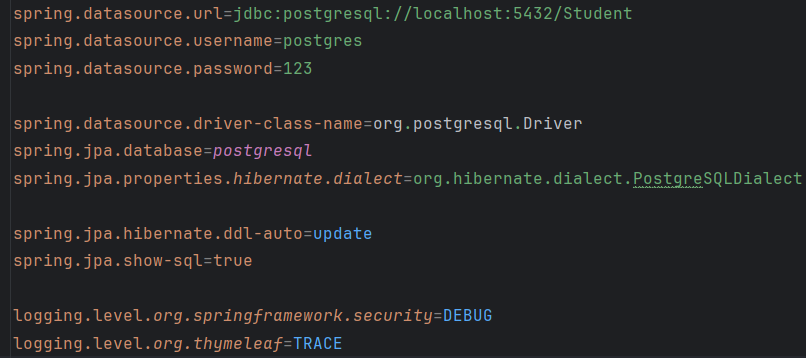 spring.datasource.url=jdbc:postgresql://localhost:5432/Student
spring.datasource.username=postgres
spring.datasource.password=123
spring.datasource.driver-class-name=org.postgresql.Driver
spring.jpa.database=postgresql
spring.jpa.properties.hibernate.dialect=org.hibernate.dialect.PostgreSQLDialect
spring.jpa.hibernate.ddl-auto=update
spring.jpa.show-sql=true
logging.level.org.springframework.security=DEBUG
logging.level.org.thymeleaf=TRACE